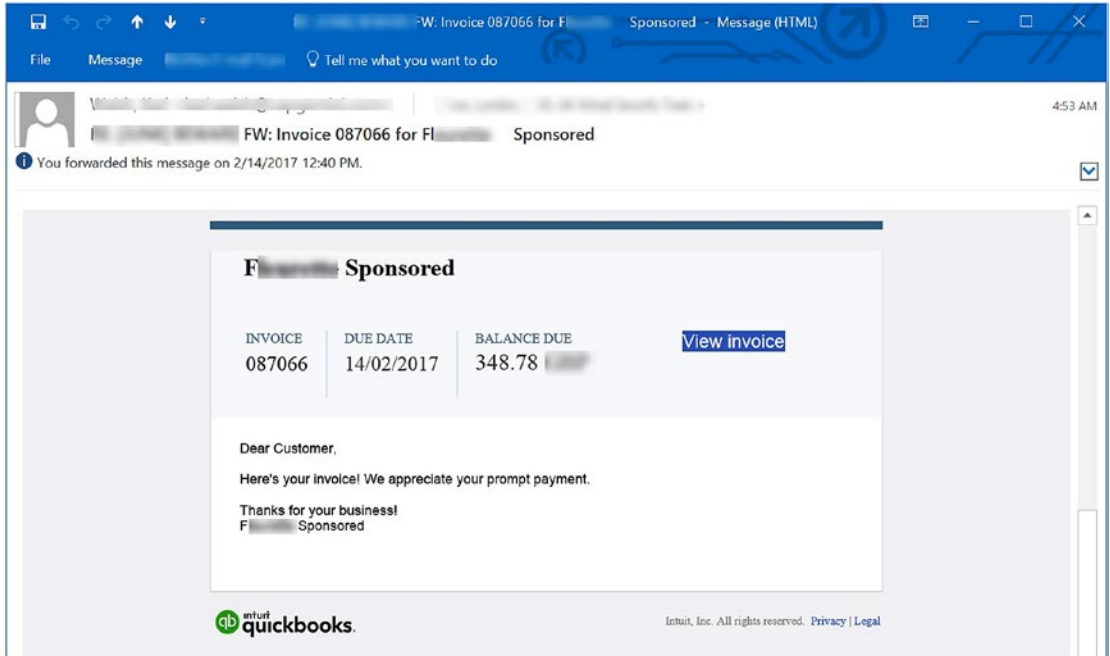 FW: Invoice 087066 for F Sponsored - Message (HTML)
File Message Tell me what you want to do
4:53 AM
FW: Invoice 087066 for Fl Sponsored
You forwarded this message on 2/14/2017 12:40 PM.
F Sponsored
INVOICE DUE DATE BALANCE DUE View invoice
087066 14/02/2017 348.78
Dear Customer,
Here's your invoice! We appreciate your prompt payment.
Thanks for your business!
F Sponsored
qb intuit quickbooks. Intuit, Inc. All rights reserved. Privacy | Legal